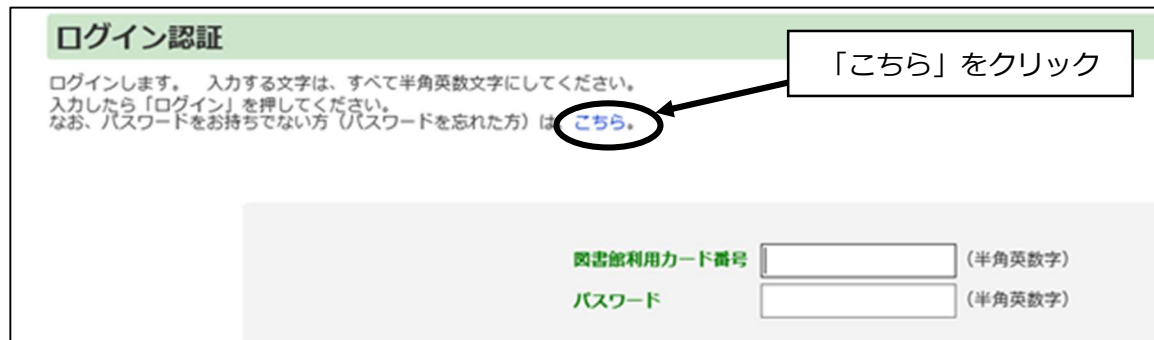 ログイン認証
「こちら」をクリック
ログインします。　入力する文字は、すべて半角英数文字にしてください。
入力したら「ログイン」を押してください。
なお、パスワードをお持ちでない方（パスワードを忘れた方）は、こちら。
図書館利用カード番号 （半角英数字）
パスワード （半角英数字）